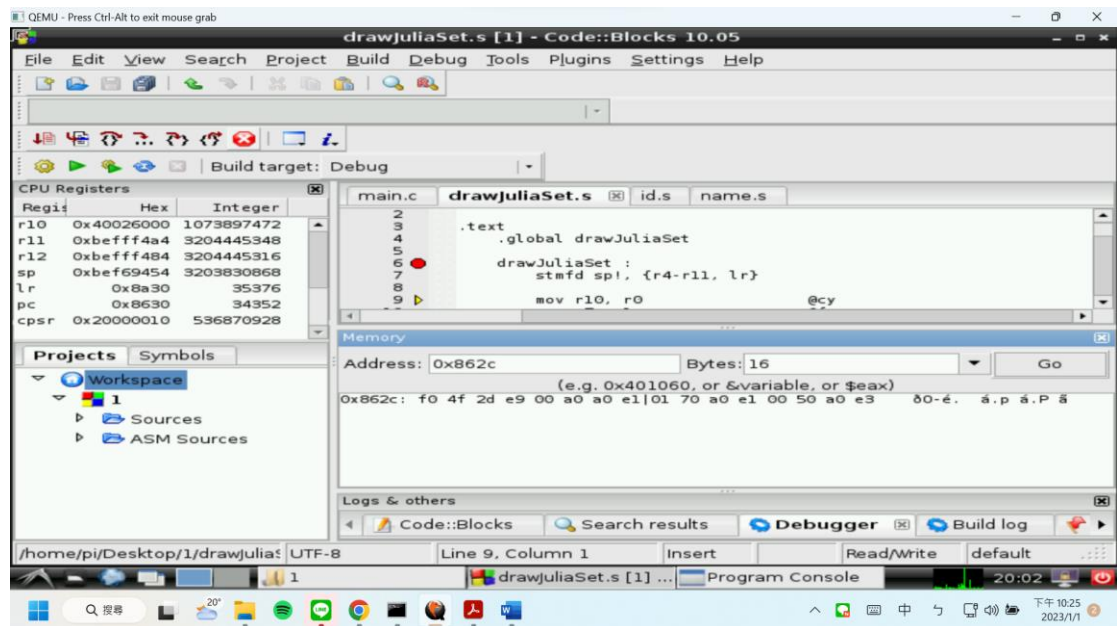 QEMU - Press Ctrl-Alt to exit mouse grab
drawJuliaSet.s [1] - Code::Blocks 10.05
File Edit View Search Project Build Debug Tools Plugins Settings Help
Build target: Debug
CPU Registers
Regis Hex Integer
r10 0x40026000 1073897472
r11 0xbefff4a4 3204445348
r12 0xbefff484 3204445316
sp 0xbef69454 3203830868
lr 0x8a30 35376
pc 0x8630 34352
cpsr 0x20000010 536870928
Projects Symbols
Workspace
1
Sources
ASM Sources
main.c drawJuliaSet.s id.s name.s
2
3 .text
4 .global drawJuliaSet
5
6 drawJuliaSet :
7 stmfd sp!, {r4-r11, lr}
8
9 mov r10, r0 @cy
Memory
Address: 0x862c Bytes: 16 Go
(e.g. 0x401060, or &variable, or $eax)
0x862c: f0 4f 2d e9 00 a0 a0 e1|01 70 a0 e1 00 50 a0 e3 ðO-é. á.p á.P ã
Logs & others
Code::Blocks Search results Debugger Build log
/home/pi/Desktop/1/drawJulia UTF-8 Line 9, Column 1 Insert Read/Write default
1 drawJuliaSet.s [1] ... Program Console 20:02
搜尋 20° 中 ㄅ 下午 10:25
2023/1/1